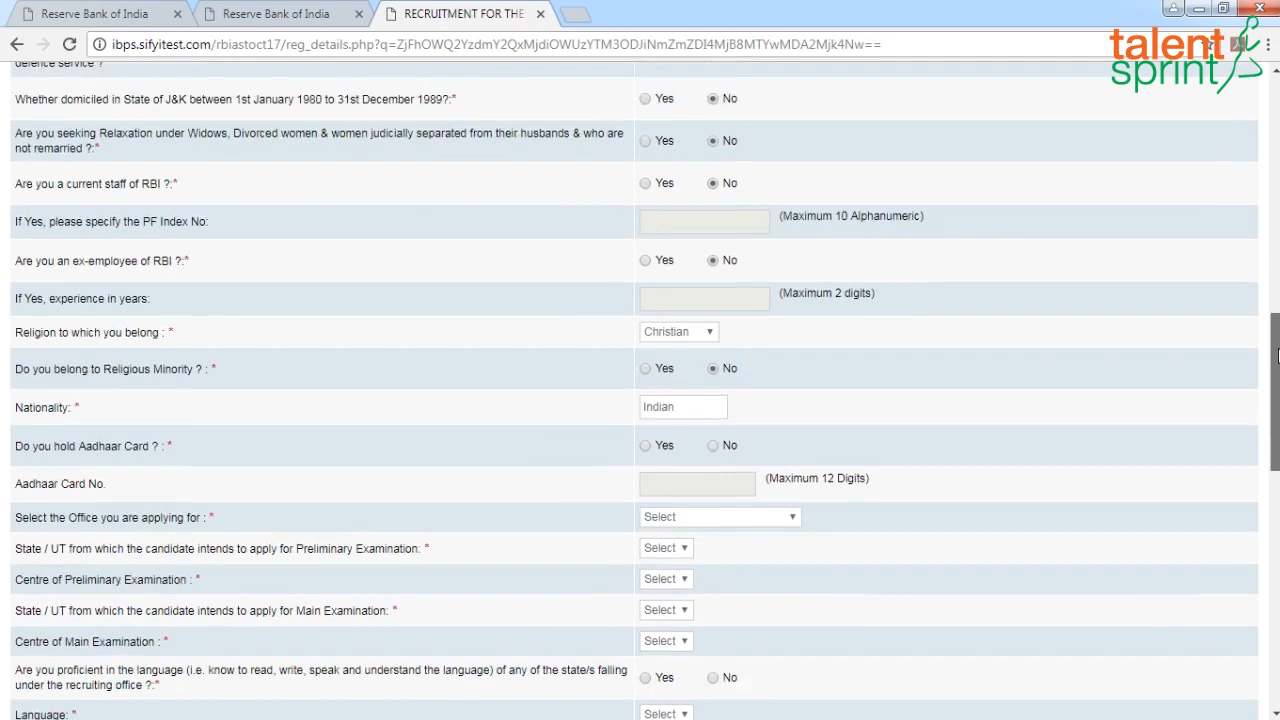 Reserve Bank of India
Reserve Bank of India
RECRUITMENT FOR THE
ibps.sifyitest.com/rbiastoct17/reg_details.php?q=ZjFhOWQ2YzdmY2QxMjdlOWUzYTM3ODJiNmZmZDI4MjB8MTYwMDA2Mjk4Nw==
talent
sprint
defence service ?
Whether domiciled in State of J&K between 1st January 1980 to 31st December 1989?:* Yes No
Are you seeking Relaxation under Widows, Divorced women & women judicially separated from their husbands & who are
not remarried ?:* Yes No
Are you a current staff of RBI ?:* Yes No
If Yes, please specify the PF Index No: (Maximum 10 Alphanumeric)
Are you an ex-employee of RBI ?:* Yes No
If Yes, experience in years: (Maximum 2 digits)
Religion to which you belong : * Christian
Do you belong to Religious Minority ? : * Yes No
Nationality: * Indian
Do you hold Aadhaar Card ? : * Yes No
Aadhaar Card No. (Maximum 12 Digits)
Select the Office you are applying for : * Select
State / UT from which the candidate intends to apply for Preliminary Examination: * Select
Centre of Preliminary Examination : * Select
State / UT from which the candidate intends to apply for Main Examination: * Select
Centre of Main Examination : * Select
Are you proficient in the language (i.e. know to read, write, speak and understand the language) of any of the state/s falling
under the recruiting office ?:* Yes No
Language: * Select